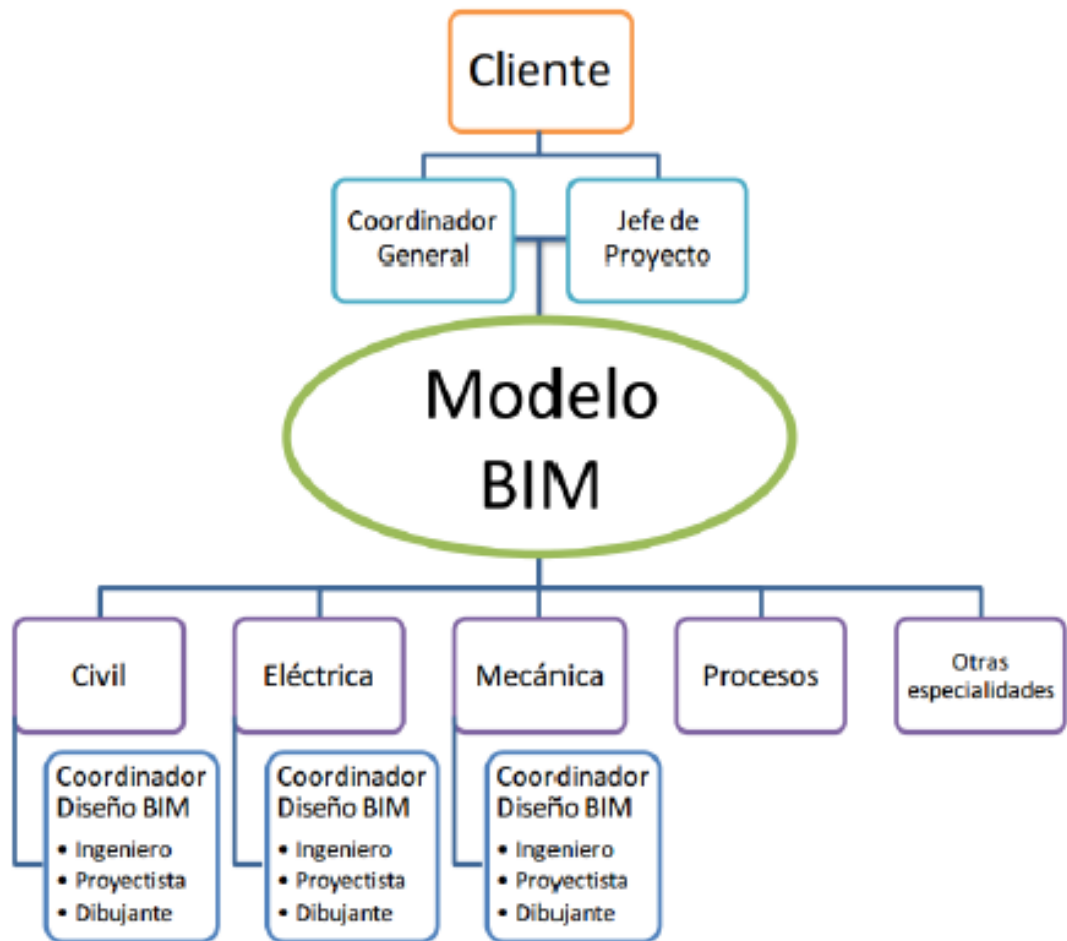 Cliente
Coordinador
General
Jefe de
Proyecto
Modelo
BIM
Civil
Eléctrica
Mecánica
Procesos
Otras
especialidades
Coordinador
Diseño BIM
• Ingeniero
• Proyectista
• Dibujante
Coordinador
Diseño BIM
• Ingeniero
• Proyectista
• Dibujante
Coordinador
Diseño BIM
• Ingeniero
• Proyectista
• Dibujante